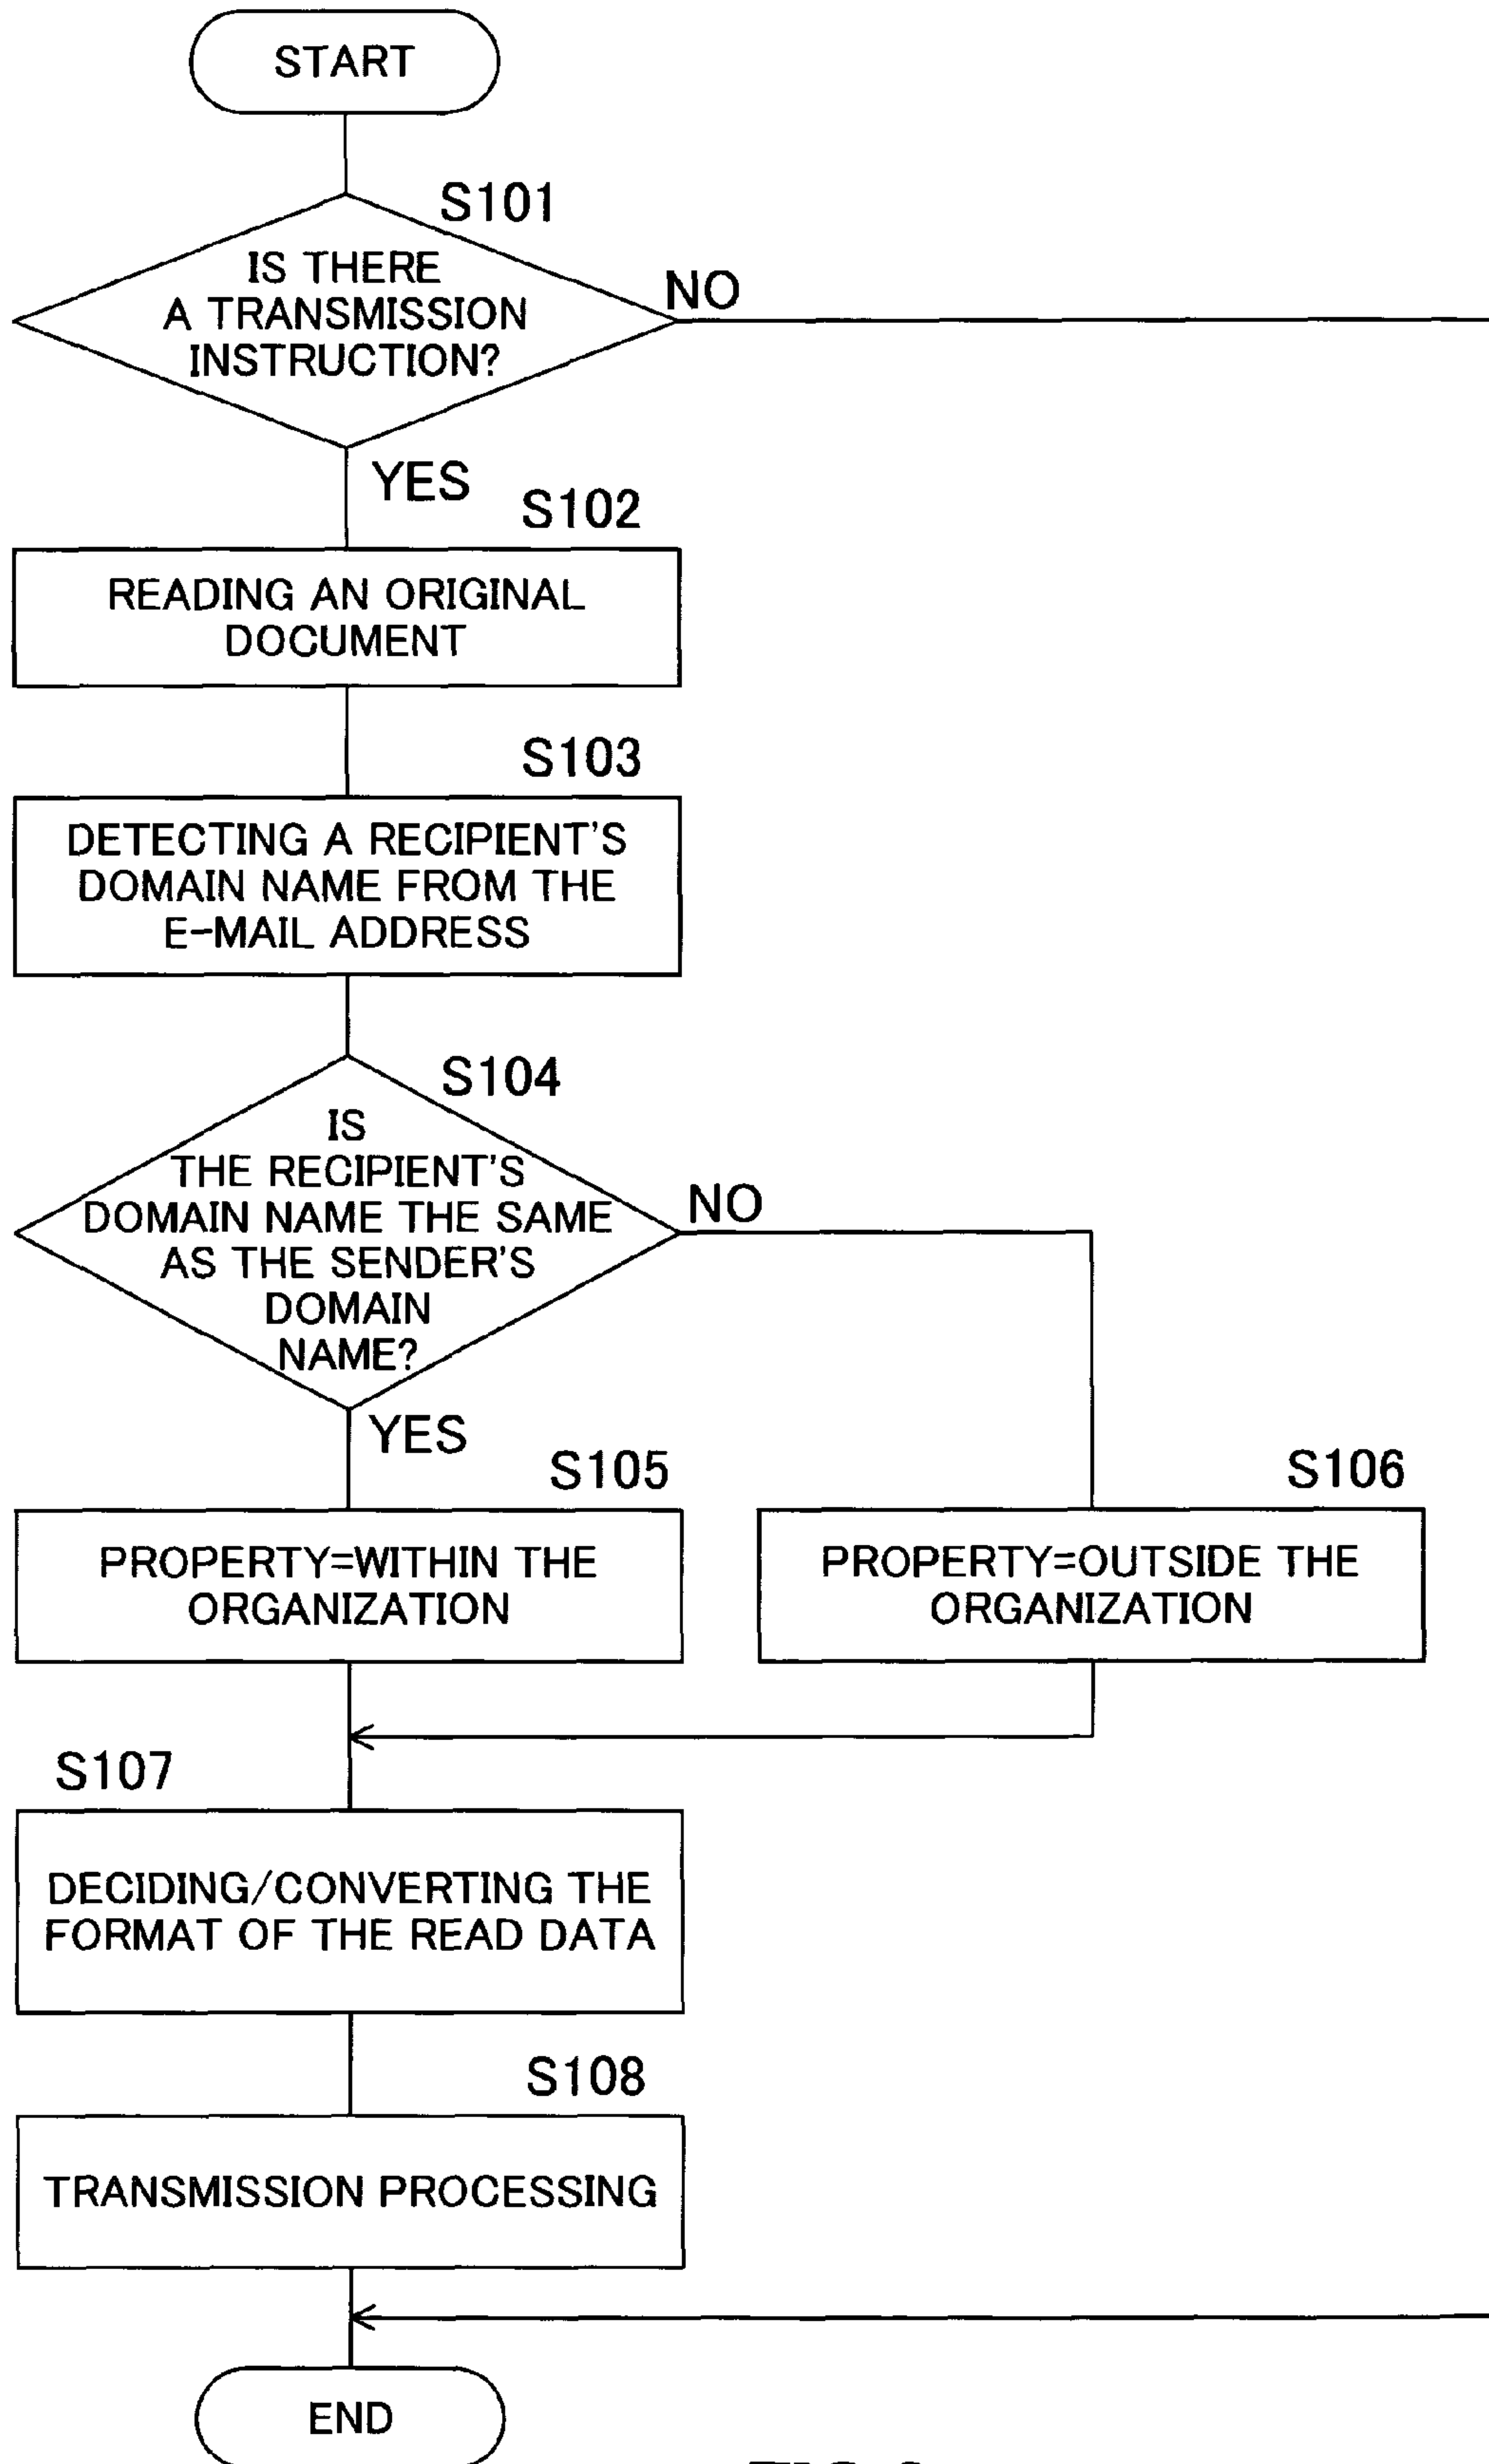 START
S101
IS THERE
A TRANSMISSION
INSTRUCTION?
NO
YES
S102
READING AN ORIGINAL
DOCUMENT
S103
DETECTING A RECIPIENT'S
DOMAIN NAME FROM THE
E-MAIL ADDRESS
S104
IS
THE RECIPIENT'S
DOMAIN NAME THE SAME
AS THE SENDER'S
DOMAIN
NAME?
NO
YES
S105
PROPERTY=WITHIN THE
ORGANIZATION
S106
PROPERTY=OUTSIDE THE
ORGANIZATION
S107
DECIDING/CONVERTING THE
FORMAT OF THE READ DATA
S108
TRANSMISSION PROCESSING
END